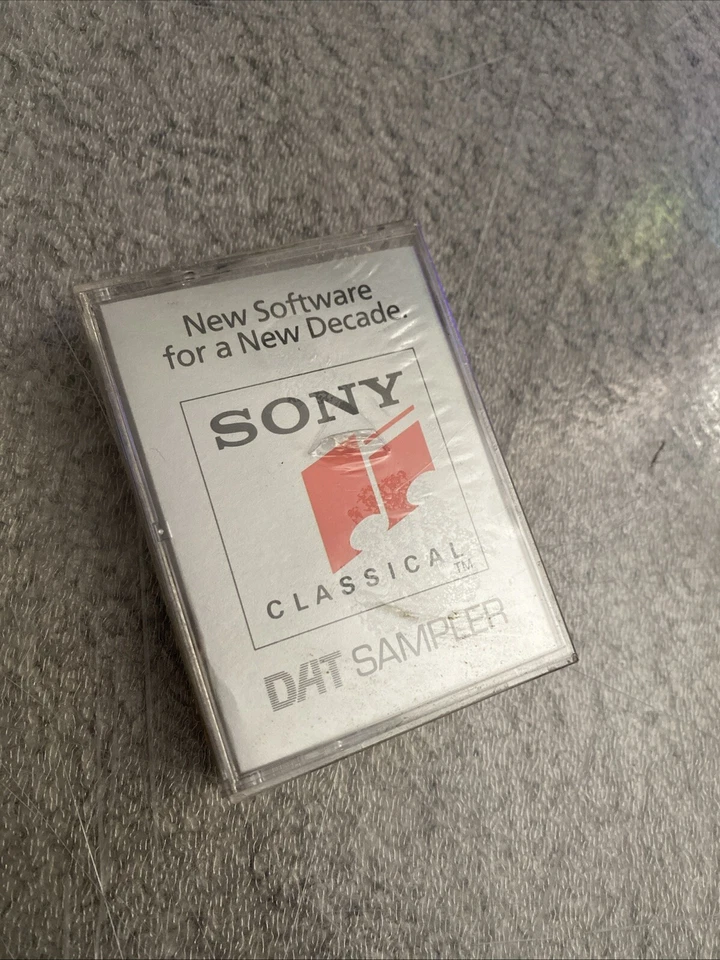 New Software
for a New Decade.
SONY
CLASSICAL
TM
DAT SAMPLER